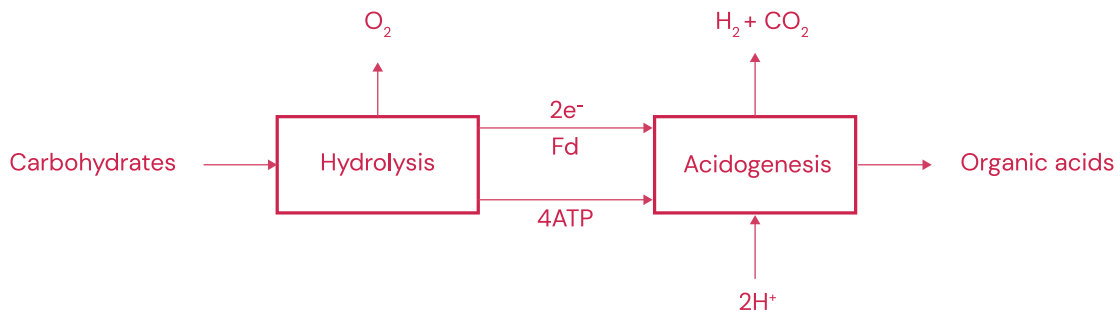 O₂
H₂ + CO₂
2e⁻
Fd
Carbohydrates
Hydrolysis
Acidogenesis
Organic acids
4ATP
2H⁺